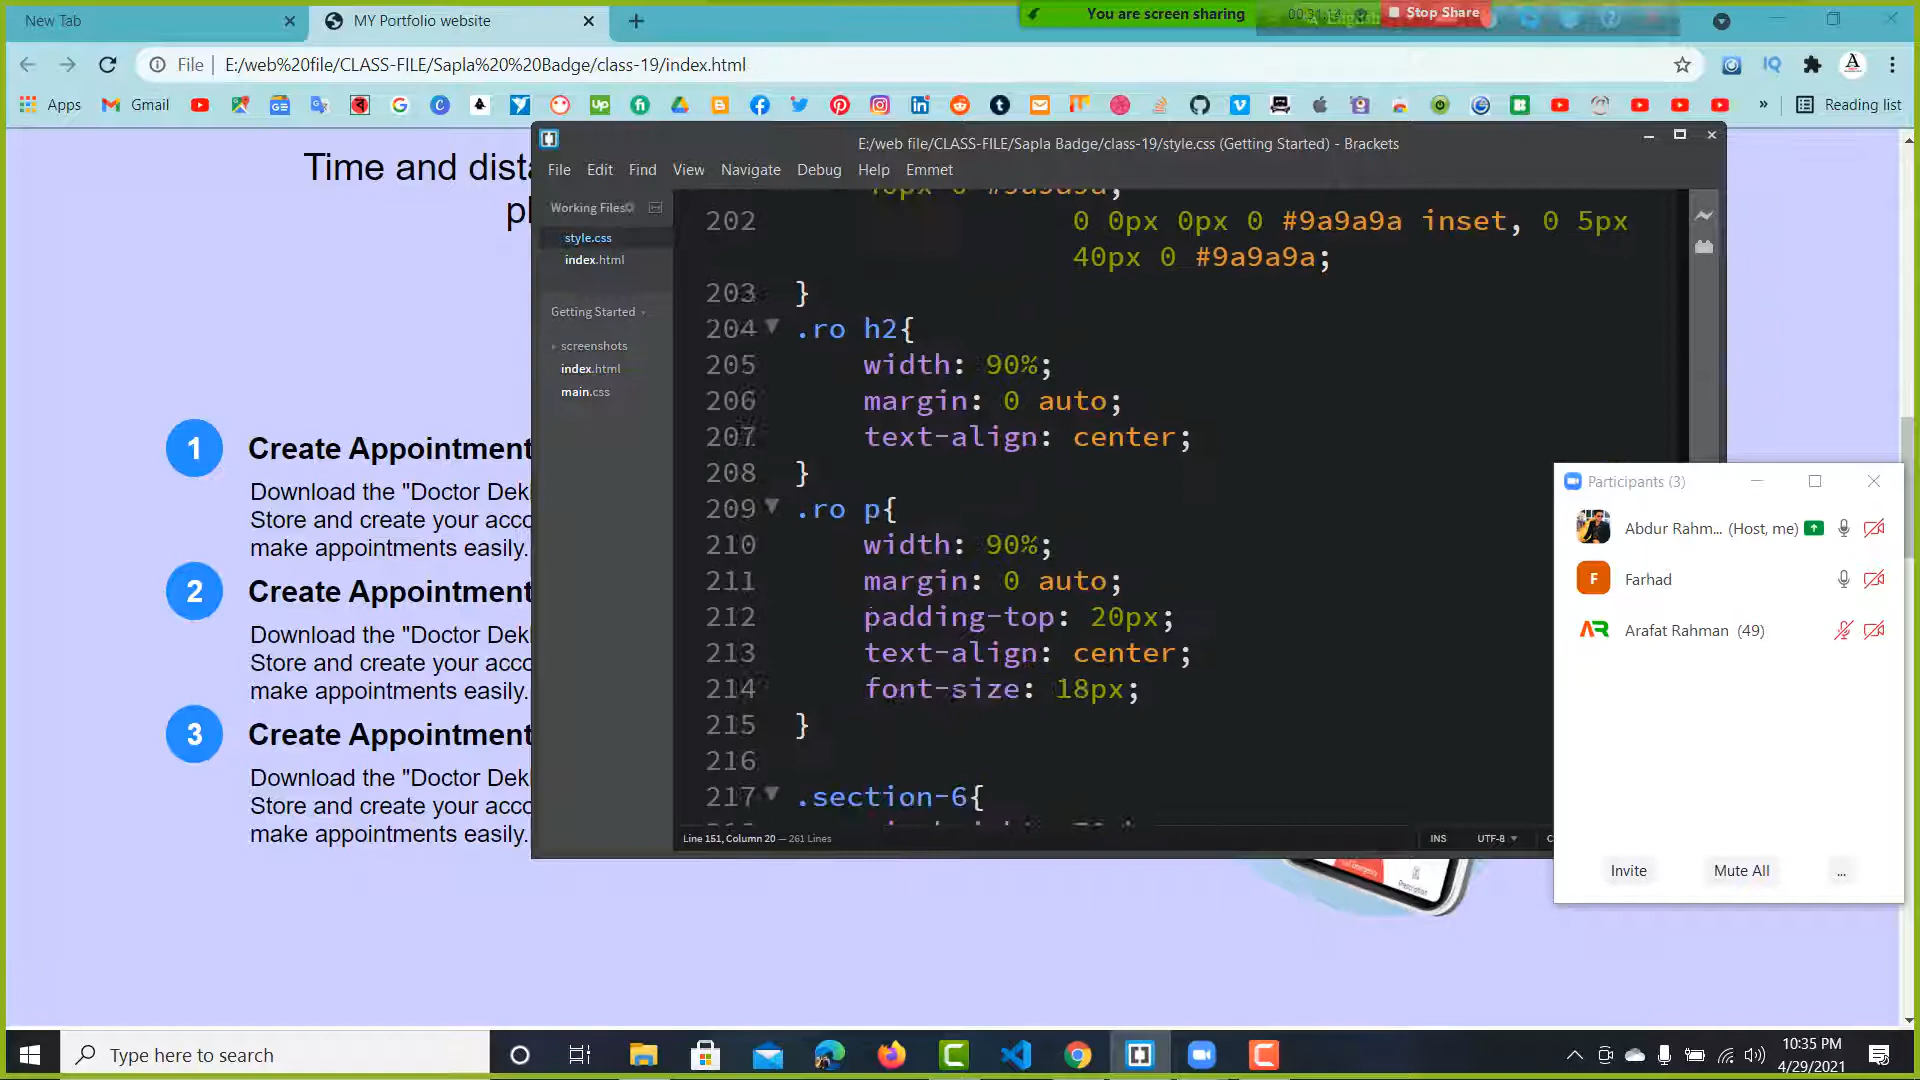 New Tab
MY Portfolio website
You are screen sharing
Stop Share
File
E:/web%20file/CLASS-FILE/Sapla%20%20Badge/class-19/index.html
Apps
Gmail
Reading list
Time and dist
pl
E:/web file/CLASS-FILE/Sapla Badge/class-19/style.css (Getting Started) - Brackets
File Edit Find View Navigate Debug Help Emmet
Working Files
style.css
index.html
Getting Started
screenshots
index.html
main.css
202 0 0px 0px 0 #9a9a9a inset, 0 5px
40px 0 #9a9a9a;
203 }
204 .ro h2{
205 width: 90%;
206 margin: 0 auto;
207 text-align: center;
208 }
209 .ro p{
210 width: 90%;
211 margin: 0 auto;
212 padding-top: 20px;
213 text-align: center;
214 font-size: 18px;
215 }
216
217 .section-6{
Line 151, Column 20 — 261 Lines
INS
UTF-8
1
Create Appointment
Download the "Doctor Dek
Store and create your acco
make appointments easily.
2
Create Appointment
Download the "Doctor Dek
Store and create your acco
make appointments easily.
3
Create Appointment
Download the "Doctor Dek
Store and create your acco
make appointments easily.
Participants (3)
Abdur Rahm... (Host, me)
F
Farhad
AR
Arafat Rahman (49)
Invite
Mute All
...
Type here to search
10:35 PM
4/29/2021